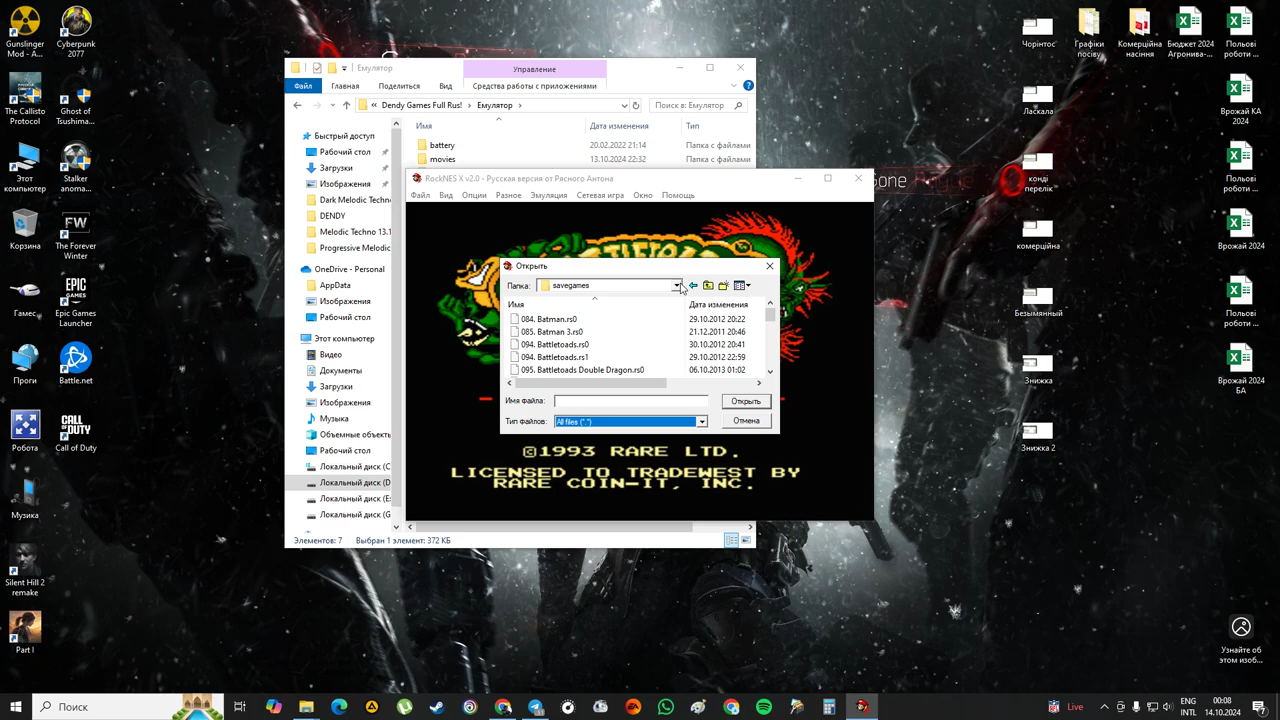 Gunslinger
Mod - A...
Cyberpunk
2077
The Callisto
Protocol
Ghost of
Tsushima...
Этот
компьютер
Stalker
anoma...
Корзина
The Forever
Winter
Гамес
Epic Games
Launcher
Проги
Battle.net
Робота
Call of Duty
Музика
Silent Hill 2
remake
Part I
Емулятор
Управление
Файл
Главная
Поделиться
Вид
Средства работы с приложениями
Dendy Games Full Rus!
Емулятор
Поиск в: Емулятор
Имя
Дата изменения
Тип
battery
20.02.2022 21:14
Папка с файлами
movies
13.10.2024 22:32
Папка с файлами
Быстрый доступ
Рабочий стол
Загрузки
Изображения
Dark Melodic Techn
DENDY
Melodic Techno 13.1
Progressive Melodic
OneDrive - Personal
AppData
Изображения
Рабочий стол
Этот компьютер
Видео
Документы
Загрузки
Изображения
Музыка
Объемные объекты
Рабочий стол
Локальный диск (C
Локальный диск (D
Локальный диск (E:
Локальный диск (G
Элементов: 7
Выбран 1 элемент: 372 КБ
RockNES X v2.0 - Русская версия от Рясного Антона
Файл
Вид
Опции
Разное
Эмуляция
Сетевая игра
Окно
Помощь
Открыть
Папка:
savegames
Имя
Дата изменения
084. Batman.rs0
29.10.2012 20:22
085. Batman 3.rs0
21.12.2011 20:46
094. Battletoads.rs0
30.10.2012 20:41
094. Battletoads.rs1
29.10.2012 22:59
095. Battletoads Double Dragon.rs0
06.10.2013 01:02
Имя файла:
Открыть
Тип файлов:
All files (*.*)
Отмена
©1993 RARE LTD.
LICENSED TO TRADEWEST BY
RARE COIN-IT, INC.
Gone
Чорінтос
Графіки
посіву
Комерційна
насіння
Бюджет 2024
Агронива-...
Польові
роботи ...
Ласкала
Врожай КА
2024
конді
перелік
Польові
роботи ...
комерційна
Врожай 2024
Безымянный
Польові
роботи ...
Знижка
Врожай 2024
БА
Знижка 2
Узнайте об
этом изоб...
Поиск
Live
ENG
INTL
00:08
14.10.2024